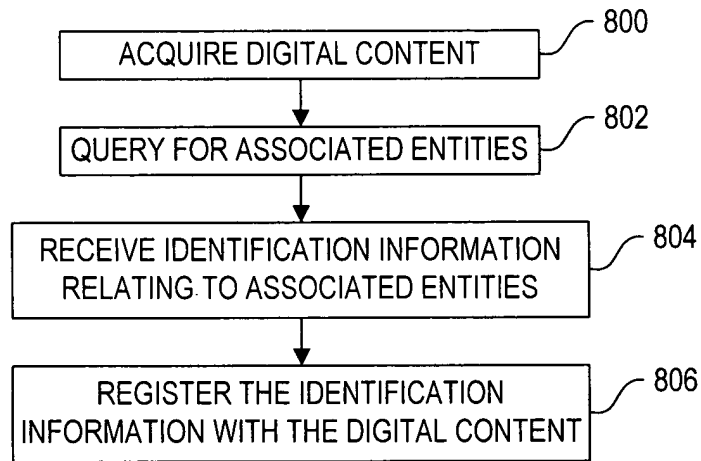 800
ACQUIRE DIGITAL CONTENT
802
QUERY FOR ASSOCIATED ENTITIES
804
RECEIVE IDENTIFICATION INFORMATION
RELATING TO ASSOCIATED ENTITIES
806
REGISTER THE IDENTIFICATION
INFORMATION WITH THE DIGITAL CONTENT